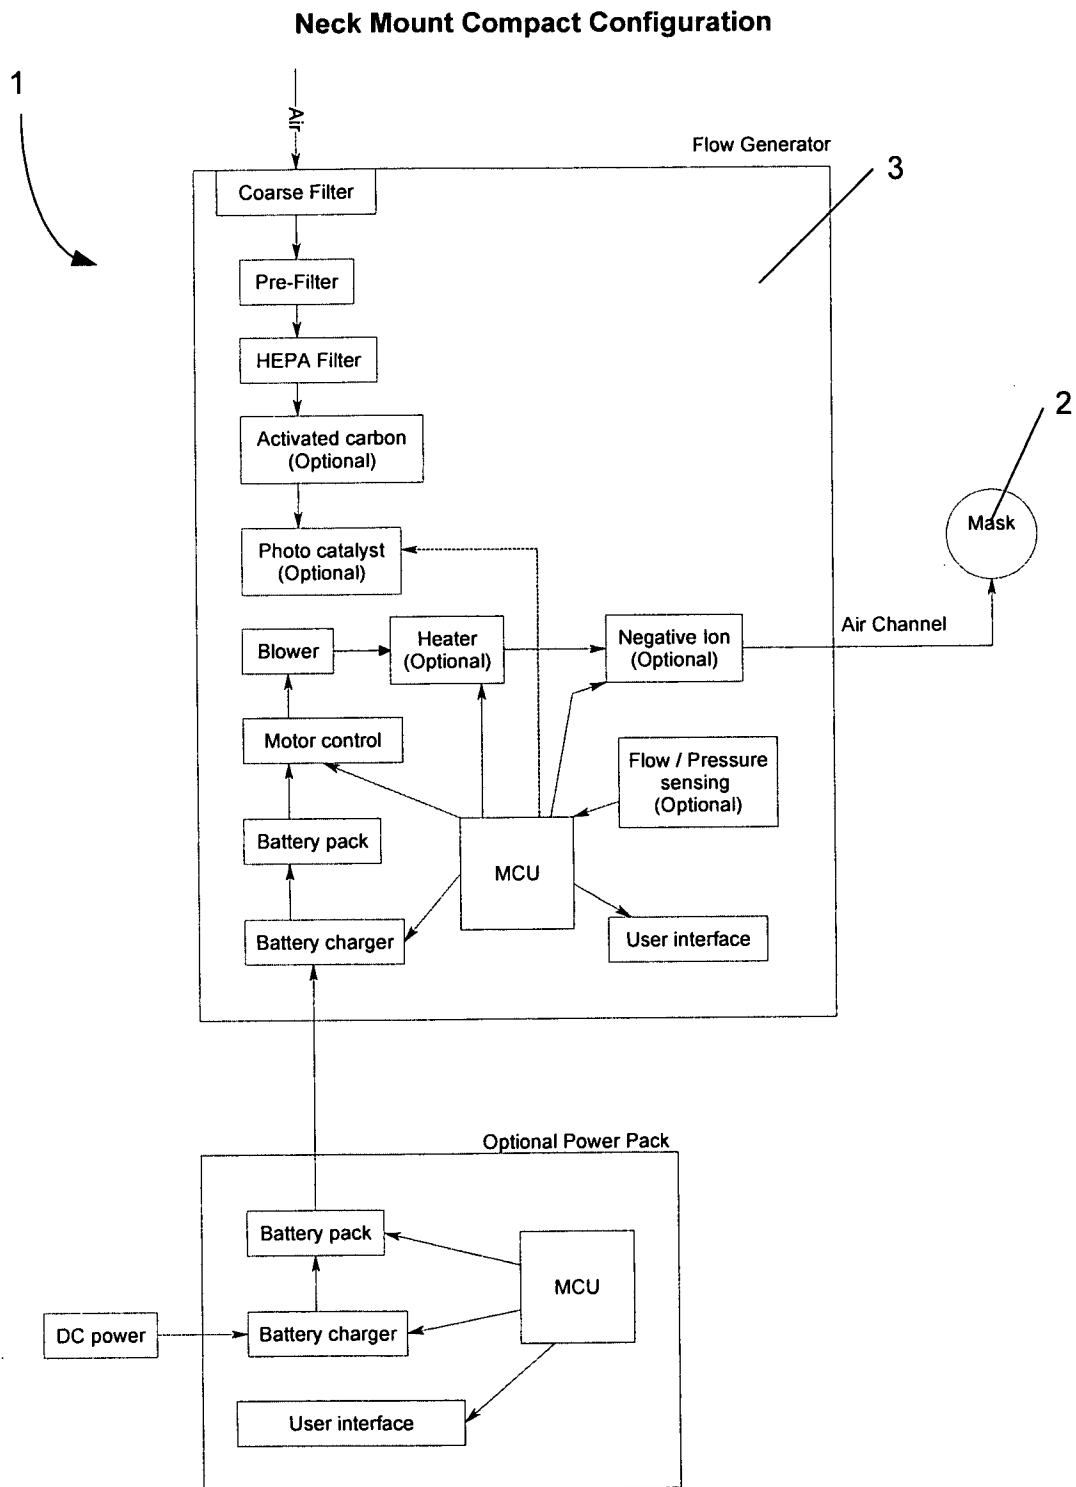 Neck Mount Compact Configuration
1
Air
Flow Generator
3
Coarse Filter
Pre-Filter
HEPA Filter
Activated carbon
(Optional)
2
Mask
Photo catalyst
(Optional)
Blower
Heater
(Optional)
Negative Ion
(Optional)
Air Channel
Motor control
Flow / Pressure
sensing
(Optional)
Battery pack
MCU
Battery charger
User interface
Optional Power Pack
Battery pack
MCU
DC power
Battery charger
User interface